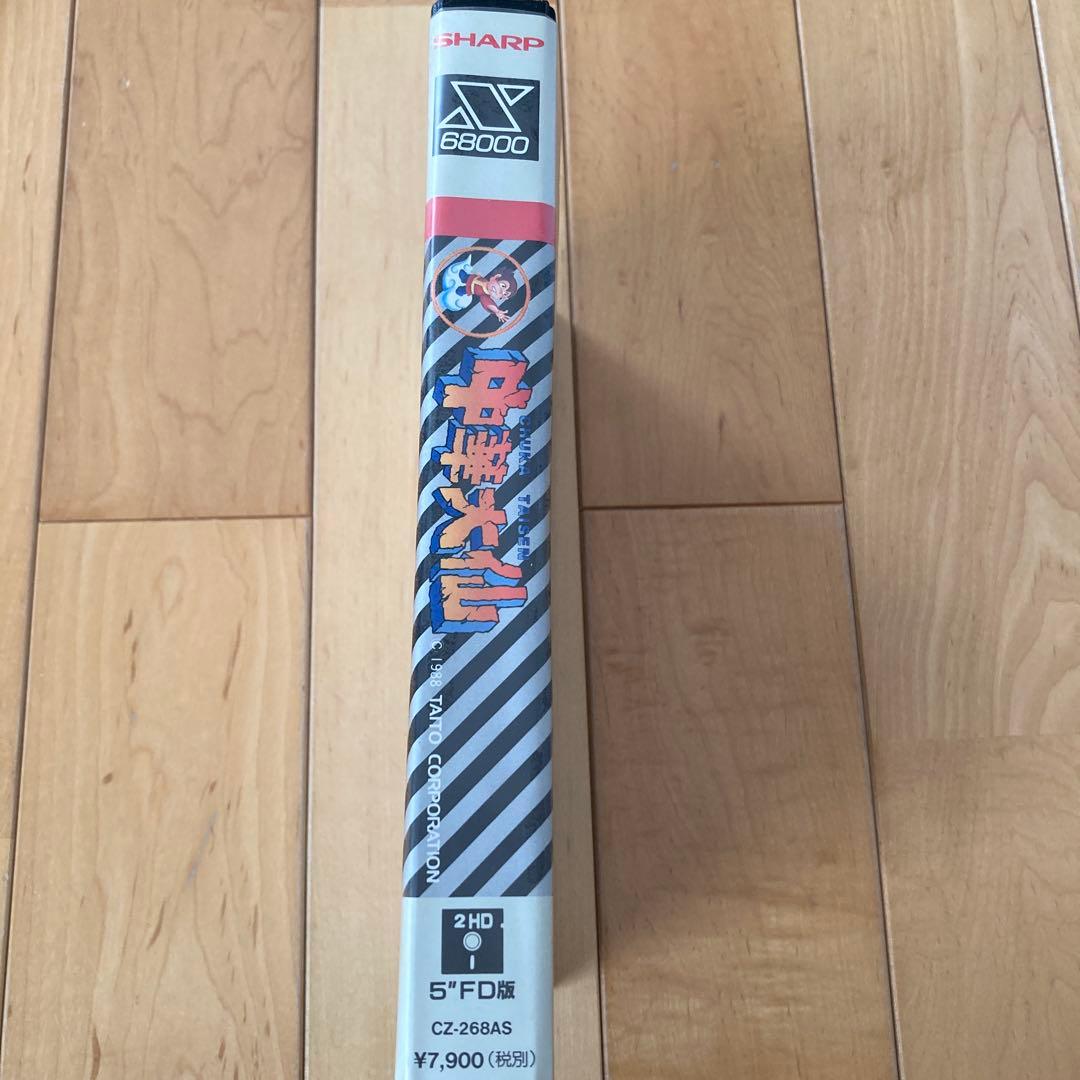 SHARP
X
68000
中華大仙
CHUKA TAISEN
© 1988 TAITO CORPORATION
2HD
5"FD版
CZ-268AS
¥7,900(税別)